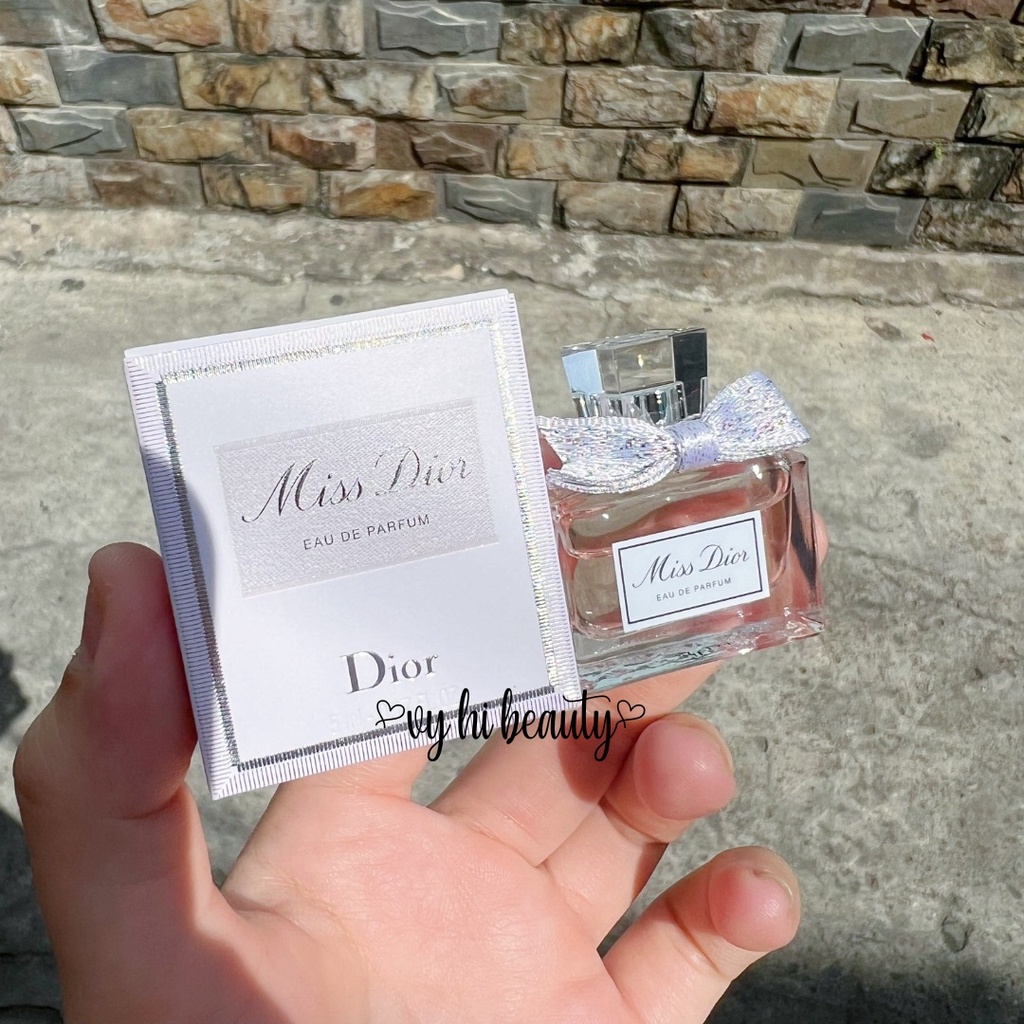 Miss Dior
EAU DE PARFUM
Dior
Miss Dior
EAU DE PARFUM
♡vy hi beauty♡